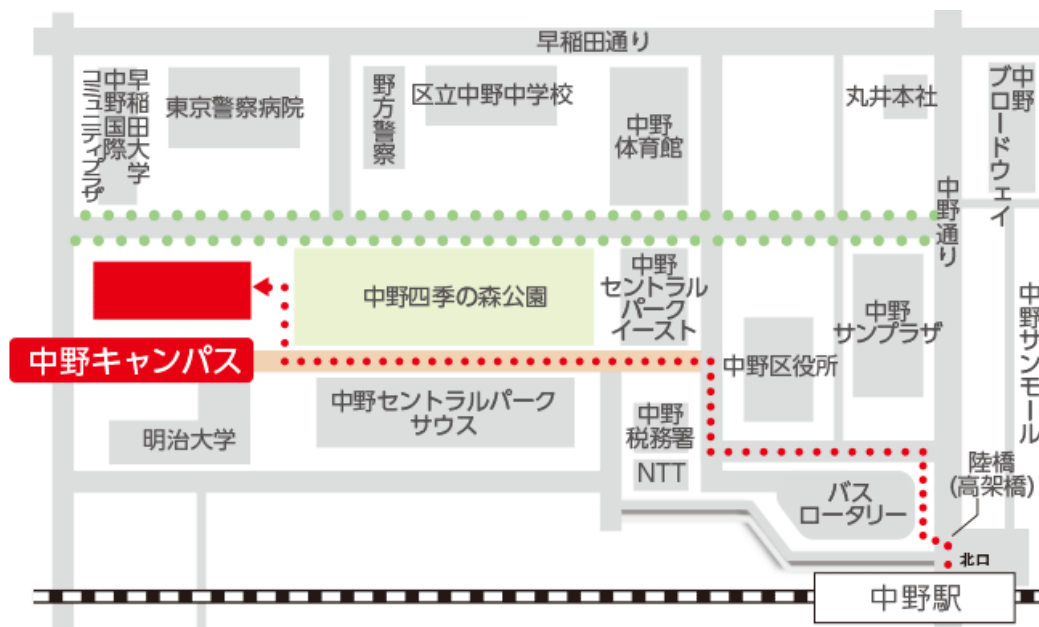 早稲田通り
早稲田大学
中野国際
コミュニティプラザ
東京警察病院
野方警察
区立中野中学校
中野
体育館
丸井本社
中野
ブロードウェイ
中野通り
中野四季の森公園
中野
セントラル
パーク
イースト
中野
サンプラザ
中野サンモール
中野キャンパス
中野区役所
中野セントラルパーク
サウス
明治大学
中野
税務署
NTT
バス
ロータリー
陸橋
(高架橋)
北口
中野駅